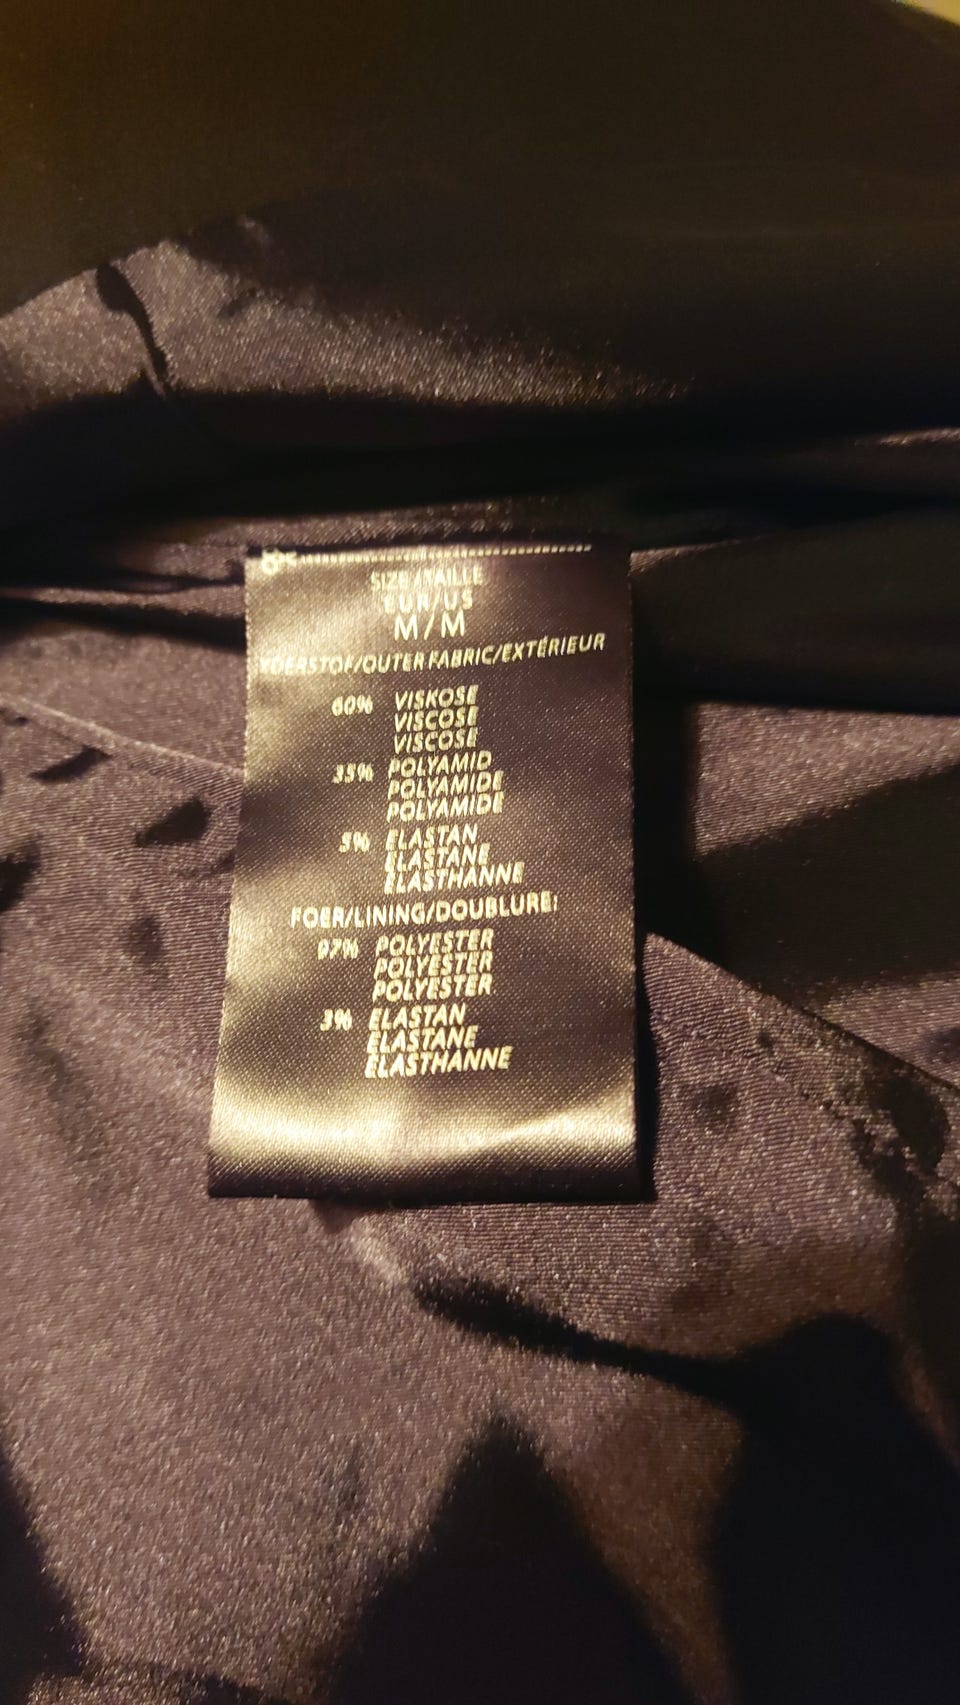 SIZE/TAILLE
EUR/US
M/M
VOERSTOF/OUTER FABRIC/EXTÉRIEUR
60% VISKOSE
VISCOSE
VISCOSE
35% POLYAMID
POLYAMIDE
POLYAMIDE
5% ELASTAN
ELASTANE
ELASTHANNE
FOER/LINING/DOUBLURE:
97% POLYESTER
POLYESTER
POLYESTER
3% ELASTAN
ELASTANE
ELASTHANNE